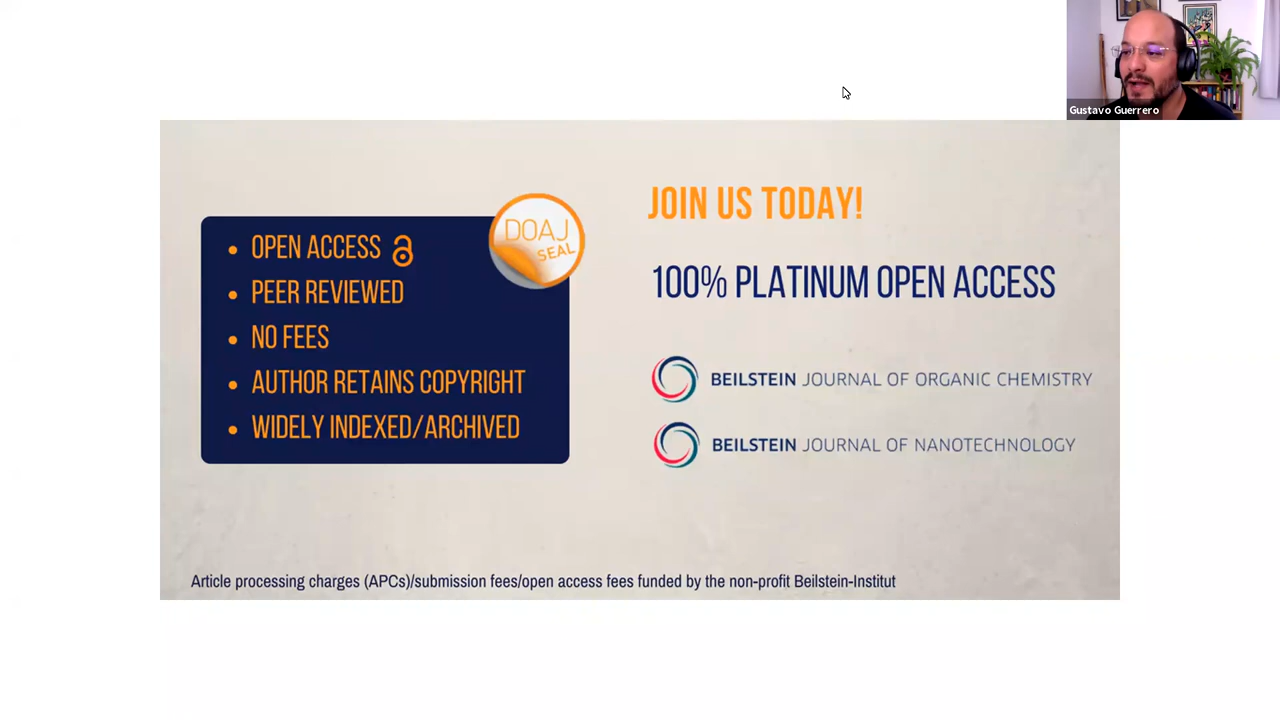 Gustavo Guerrero
DOAJ
SEAL
• OPEN ACCESS
• PEER REVIEWED
• NO FEES
• AUTHOR RETAINS COPYRIGHT
• WIDELY INDEXED/ARCHIVED
JOIN US TODAY!
100% PLATINUM OPEN ACCESS
BEILSTEIN JOURNAL OF ORGANIC CHEMISTRY
BEILSTEIN JOURNAL OF NANOTECHNOLOGY
Article processing charges (APCs)/submission fees/open access fees funded by the non-profit Beilstein-Institut